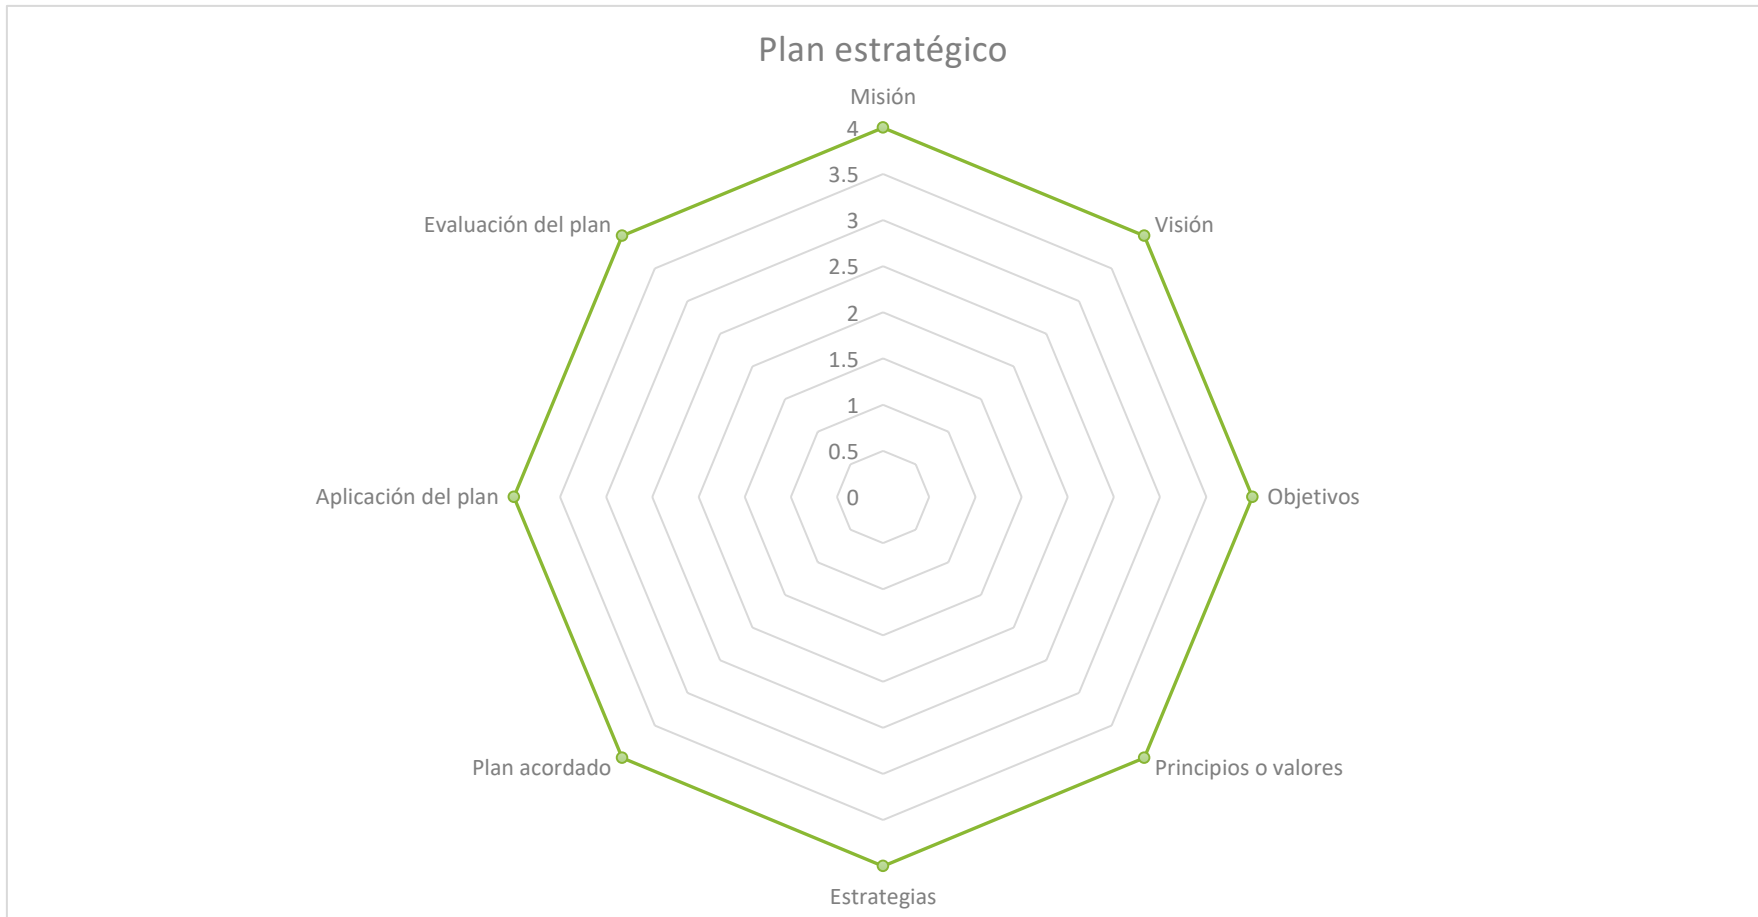 Plan estratégico
Misión
4
3.5
3
2.5
2
1.5
1
0.5
0
Visión
Objetivos
Principios o valores
Estrategias
Plan acordado
Aplicación del plan
Evaluación del plan